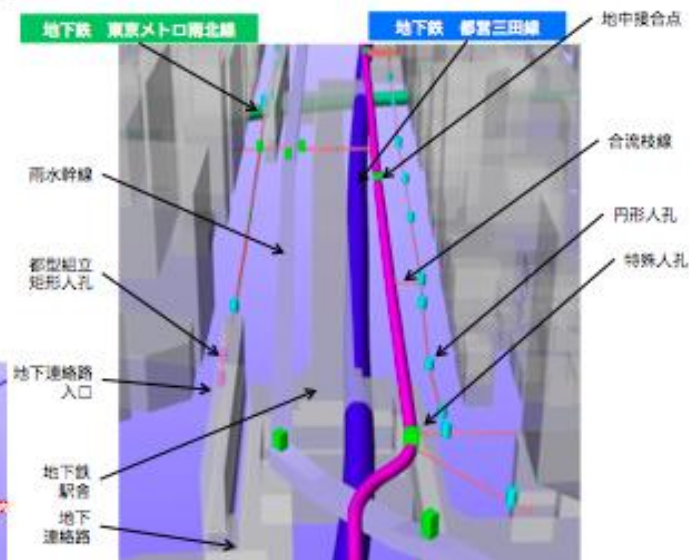 地下鉄 東京メトロ南北線
地下鉄 都営三田線
地中接合点
合流枝線
雨水幹線
円形人孔
特殊人孔
都型組立
矩形人孔
地下連絡路
入口
地下鉄
駅舎
地下
連絡路